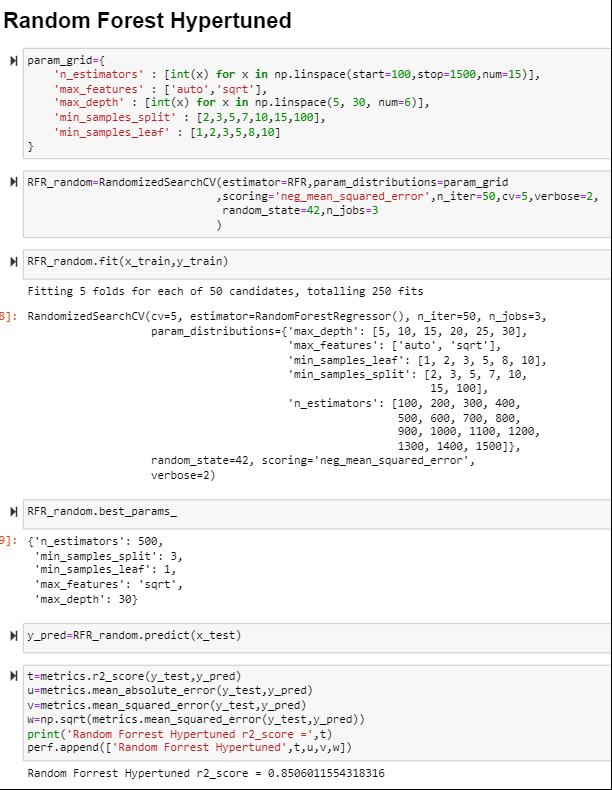 Random Forest Hypertuned
param_grid={
'n_estimators' : [int(x) for x in np.linspace(start=100,stop=1500,num=15)],
'max_features' : ['auto','sqrt'],
'max_depth' : [int(x) for x in np.linspace(5, 30, num=6)],
'min_samples_split' : [2,3,5,7,10,15,100],
'min_samples_leaf' : [1,2,3,5,8,10]
}
RFR_random=RandomizedSearchCV(estimator=RFR,param_distributions=param_grid
,scoring='neg_mean_squared_error',n_iter=50,cv=5,verbose=2,
random_state=42,n_jobs=3
)
RFR_random.fit(x_train,y_train)
Fitting 5 folds for each of 50 candidates, totalling 250 fits
8]: RandomizedSearchCV(cv=5, estimator=RandomForestRegressor(), n_iter=50, n_jobs=3,
param_distributions={'max_depth': [5, 10, 15, 20, 25, 30],
'max_features': ['auto', 'sqrt'],
'min_samples_leaf': [1, 2, 3, 5, 8, 10],
'min_samples_split': [2, 3, 5, 7, 10,
15, 100],
'n_estimators': [100, 200, 300, 400,
500, 600, 700, 800,
900, 1000, 1100, 1200,
1300, 1400, 1500]},
random_state=42, scoring='neg_mean_squared_error',
verbose=2)
RFR_random.best_params_
9]: {'n_estimators': 500,
'min_samples_split': 3,
'min_samples_leaf': 1,
'max_features': 'sqrt',
'max_depth': 30}
y_pred=RFR_random.predict(x_test)
t=metrics.r2_score(y_test,y_pred)
u=metrics.mean_absolute_error(y_test,y_pred)
v=metrics.mean_squared_error(y_test,y_pred)
w=np.sqrt(metrics.mean_squared_error(y_test,y_pred))
print('Random Forrest Hypertuned r2_score =',t)
perf.append(['Random Forrest Hypertuned',t,u,v,w])
Random Forrest Hypertuned r2_score = 0.8506011554318316